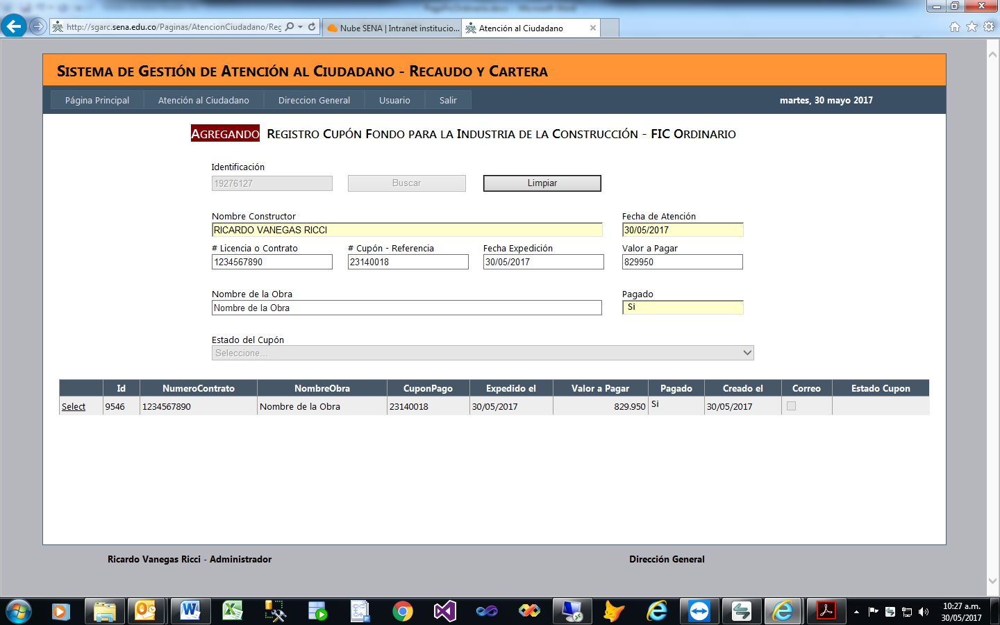 http://sgarc.sena.edu.co/Paginas/AtencionCiudadano/Reg
Nube SENA | Intranet institucio...
Atención al Ciudadano
SISTEMA DE GESTIÓN DE ATENCIÓN AL CIUDADANO - RECAUDO Y CARTERA
Página Principal Atención al Ciudadano Direccion General Usuario Salir martes, 30 mayo 2017
AGREGANDO REGISTRO CUPÓN FONDO PARA LA INDUSTRIA DE LA CONSTRUCCIÓN - FIC ORDINARIO
Identificación
19276127 Buscar Limpiar
Nombre Constructor Fecha de Atención
RICARDO VANEGAS RICCI 30/05/2017
# Licencia o Contrato # Cupón - Referencia Fecha Expedición Valor a Pagar
1234567890 23140018 30/05/2017 829950
Nombre de la Obra Pagado
Nombre de la Obra Si
Estado del Cupón
Seleccione...
Id NumeroContrato NombreObra CuponPago Expedido el Valor a Pagar Pagado Creado el Correo Estado Cupon
Select 9546 1234567890 Nombre de la Obra 23140018 30/05/2017 829.950 Si 30/05/2017
Ricardo Vanegas Ricci - Administrador Dirección General
10:27 a.m.
30/05/2017